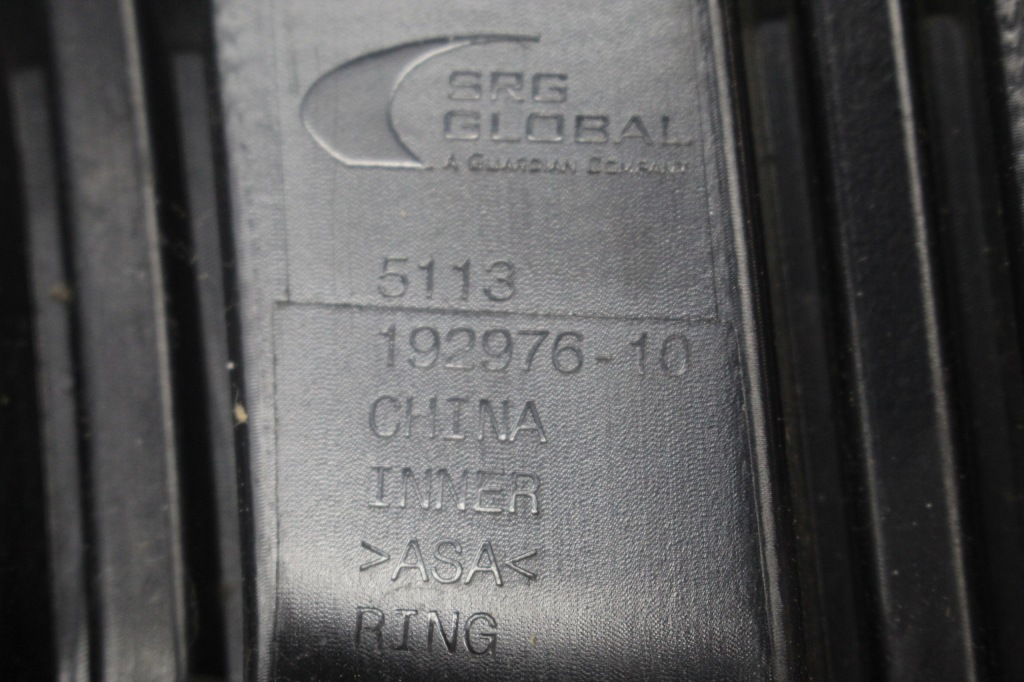 SRG
GLOBAL
A GUARDIAN COMPANY
5113
192976-10
CHINA
INNER
>ASA<
RING